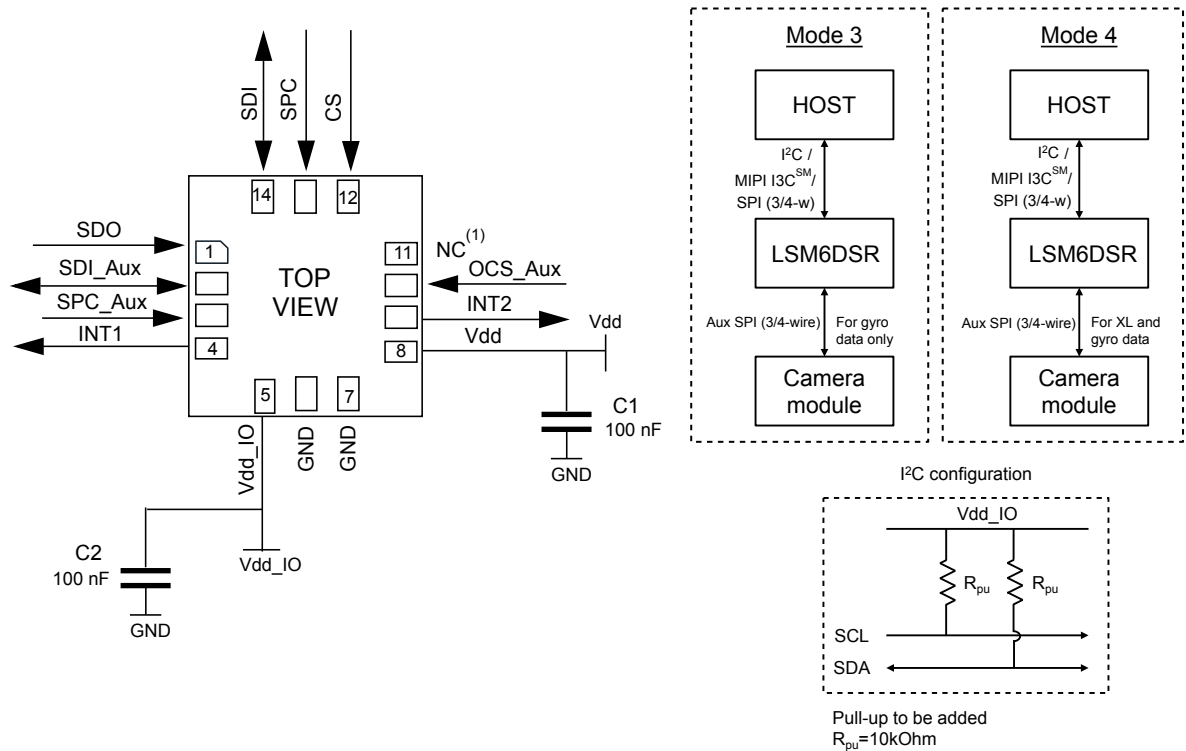 SDI
SPC
CS
14
12
SDO
1
11
NC(1)
SDI_Aux
OCS_Aux
TOP
VIEW
SPC_Aux
INT2
INT1
4
8
Vdd
Vdd
5
7
Vdd_IO
GND
GND
C1
100 nF
GND
C2
100 nF
GND
Vdd_IO
Mode 3
HOST
I²C /
MIPI I3CSM/
SPI (3/4-w)
LSM6DSR
Aux SPI (3/4-wire)
For gyro
data only
Camera
module
Mode 4
HOST
I²C /
MIPI I3CSM/
SPI (3/4-w)
LSM6DSR
Aux SPI (3/4-wire)
For XL and
gyro data
Camera
module
I²C configuration
Vdd_IO
Rpu
Rpu
SCL
SDA
Pull-up to be added
Rpu=10kOhm